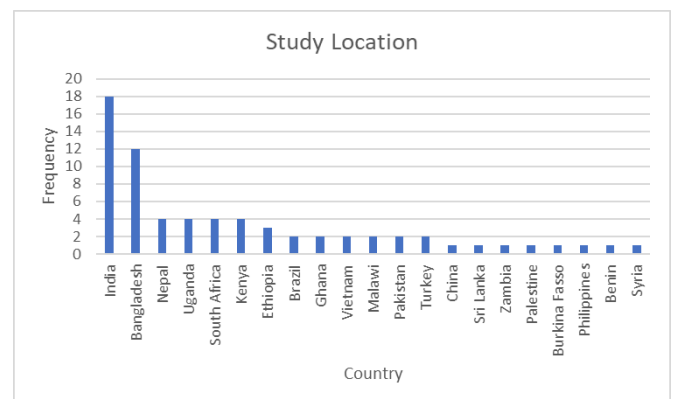 Study Location
Frequency
20
18
16
14
12
10
8
6
4
2
0
India
Bangladesh
Nepal
Uganda
South Africa
Kenya
Ethiopia
Brazil
Ghana
Vietnam
Malawi
Pakistan
Turkey
China
Sri Lanka
Zambia
Palestine
Burkina Fasso
Philippines
Benin
Syria
Country